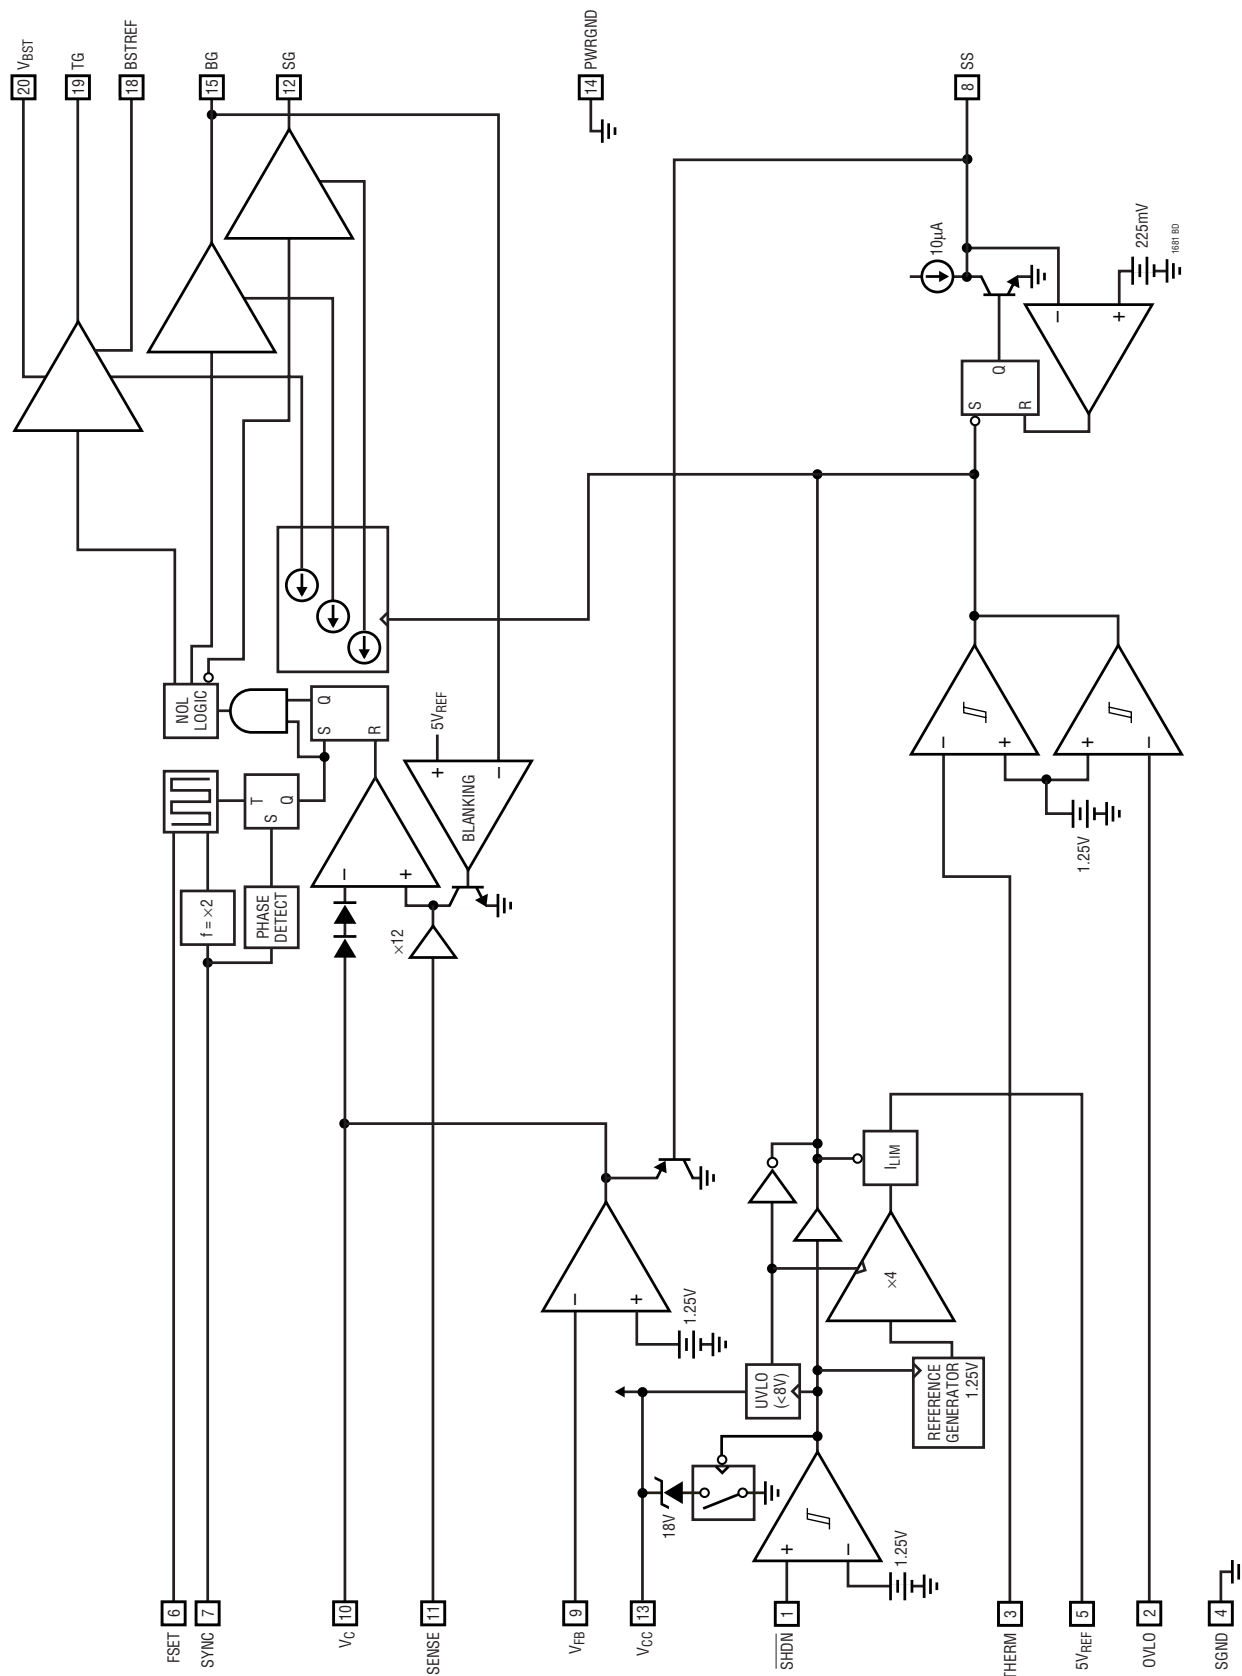 FSET
6
SYNC
7
VC
10
SENSE
11
VFB
9
VCC
13
SHDN
1
THERM
3
5VREF
5
OVLO
2
SGND
4
f = ×2
PHASE
DETECT
T
S
Q
NOL
LOGIC
S
Q
R
−
+
×12
5VREF
+
−
BLANKING
20
VBST
19
TG
18
BSTREF
15
BG
12
SG
14
PWRGND
−
+
1.25V
18V
UVLO
(<8V)
+
−
1.25V
×4
ILIM
REFERENCE
GENERATOR
1.25V
−
+
+
−
1.25V
S
Q
R
10µA
−
+
225mV
8
SS
1681 BD